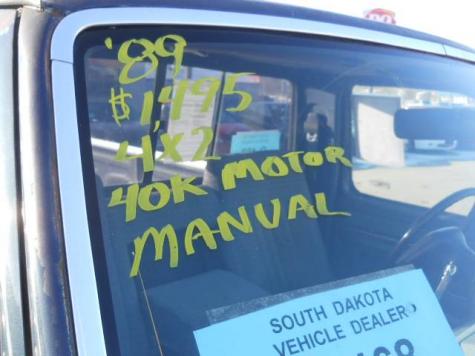 '89
$1,495
4X2
40K MOTOR
MANUAL
SOUTH DAKOTA
VEHICLE DEALER